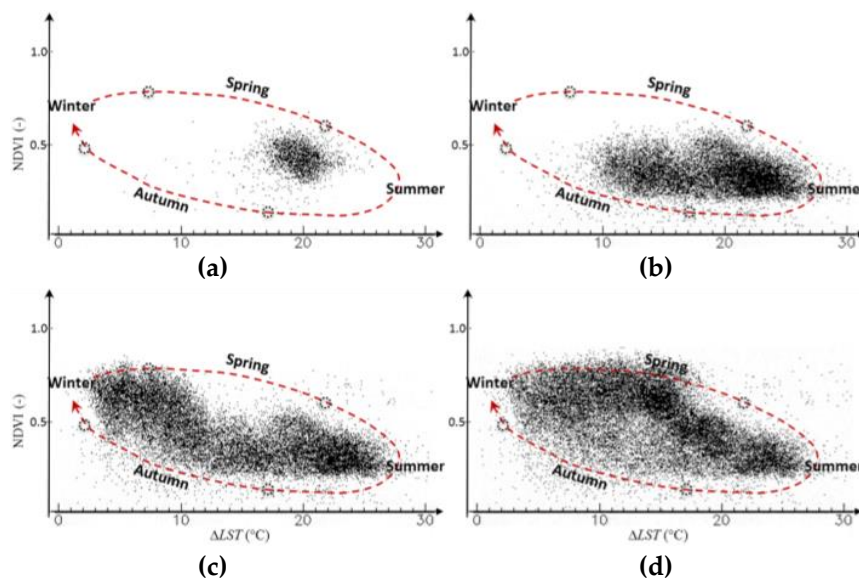 1.0
Spring
Winter
NDVI (-)
0.5
Autumn
Summer
0 10 20 30
(a)
1.0
Spring
Winter
0.5
Autumn
Summer
0 10 20 30
(b)
1.0
Spring
Winter
NDVI (-)
0.5
Autumn
Summer
0 10 20 30
ΔLST (°C)
(c)
1.0
Spring
Winter
0.5
Autumn
Summer
0 10 20 30
ΔLST (°C)
(d)